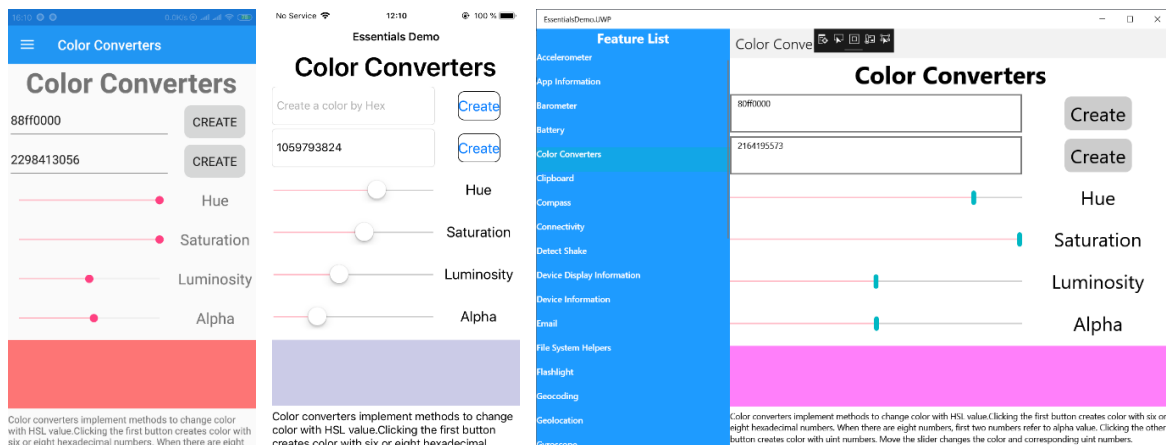 16:10
0.0K/s
78
Color Converters
Color Converters
88ff0000
CREATE
2298413056
CREATE
Hue
Saturation
Luminosity
Alpha
Color converters implement methods to change color
with HSL value.Clicking the first button creates color with
six or eight hexadecimal numbers. When there are eight
No Service
12:10
100 %
Essentials Demo
Color Converters
Create a color by Hex
Create
1059793824
Create
Hue
Saturation
Luminosity
Alpha
Color converters implement methods to change
color with HSL value.Clicking the first button
creates color with six or eight hexadecimal
EssentialsDemo.UWP
Feature List
Accelerometer
App Information
Barometer
Battery
Color Converters
Clipboard
Compass
Connectivity
Detect Shake
Device Display Information
Device Information
Email
File System Helpers
Flashlight
Geocoding
Geolocation
Gyroscope
Color Conve
Color Converters
80ff0000
Create
2164195573
Create
Hue
Saturation
Luminosity
Alpha
Color converters implement methods to change color with HSL value.Clicking the first button creates color with six or
eight hexadecimal numbers. When there are eight numbers, first two numbers refer to alpha value. Clicking the other
button creates color with uint numbers. Move the slider changes the color and corresponding uint numbers.